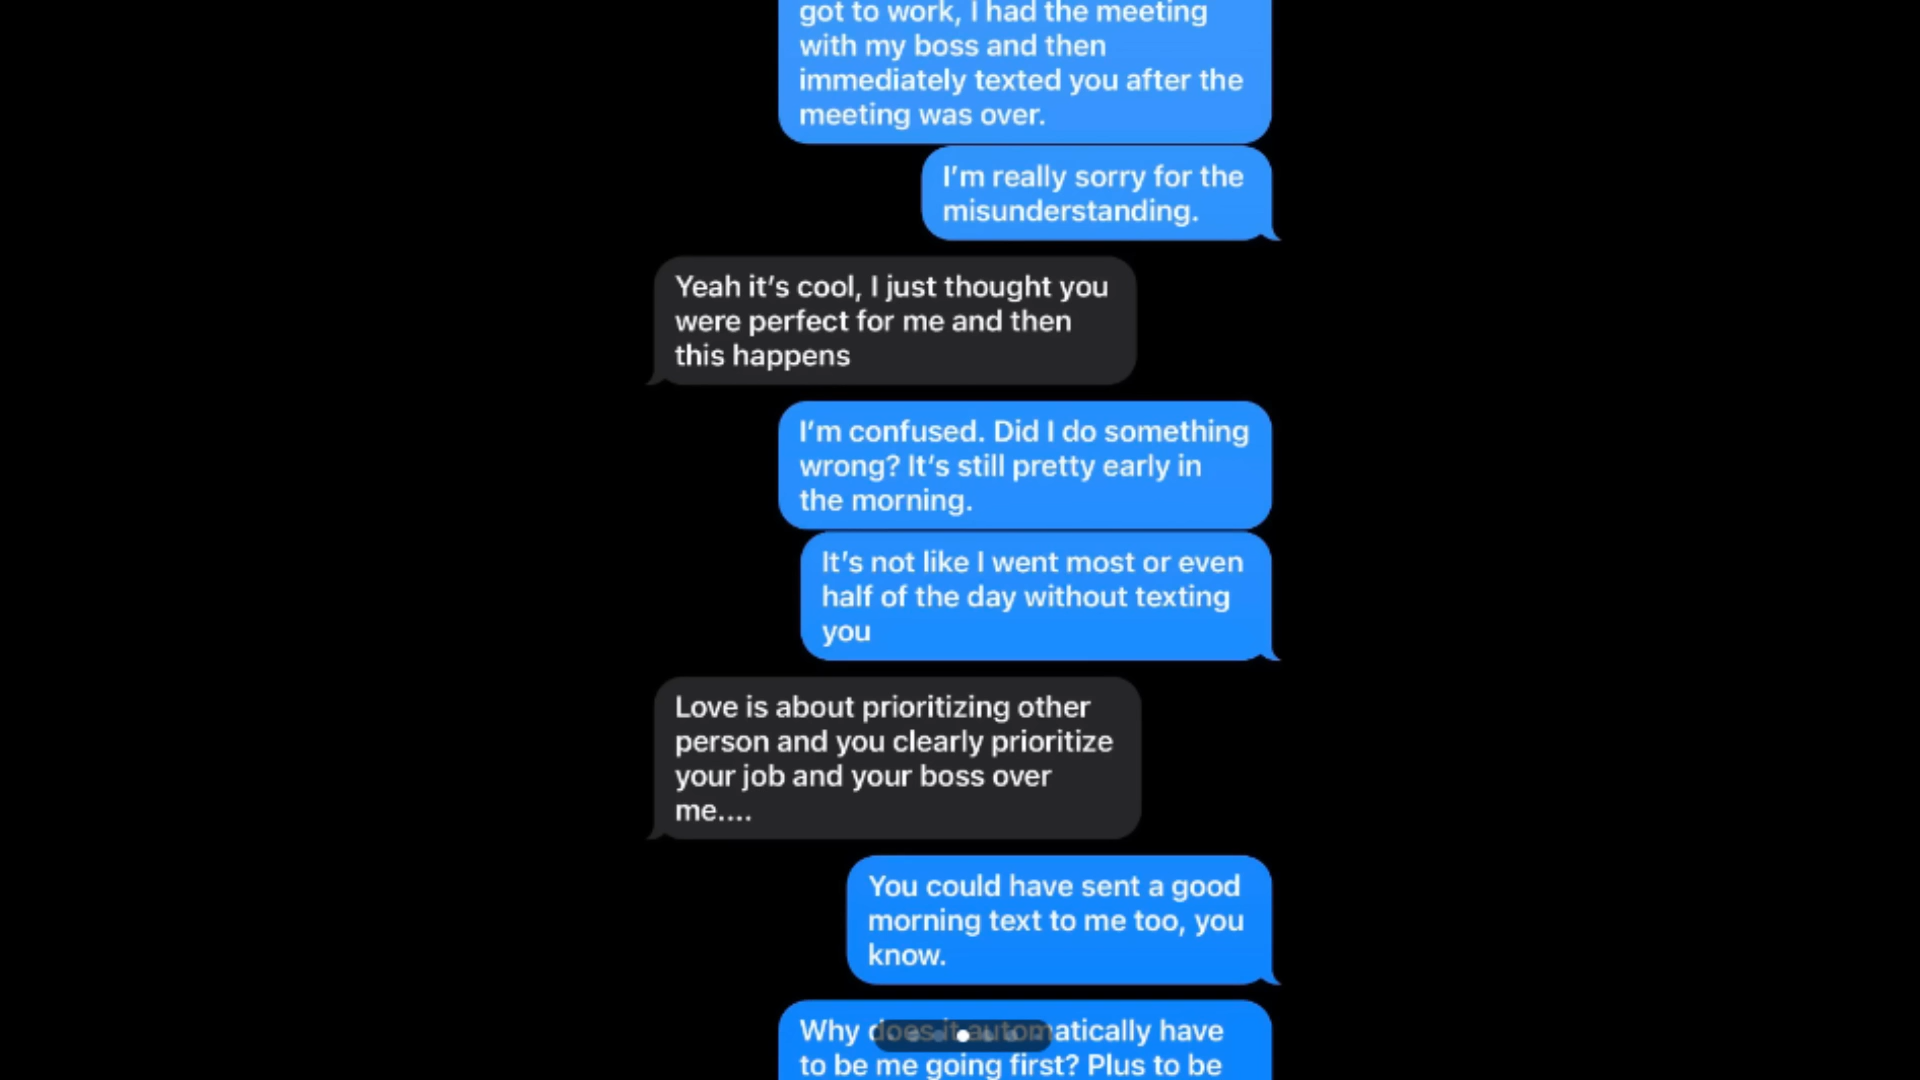 got to work, I had the meeting
with my boss and then
immediately texted you after the
meeting was over.
I’m really sorry for the
misunderstanding.
Yeah it’s cool, I just thought you
were perfect for me and then
this happens
I’m confused. Did I do something
wrong? It’s still pretty early in
the morning.
It’s not like I went most or even
half of the day without texting
you
Love is about prioritizing other
person and you clearly prioritize
your job and your boss over
me....
You could have sent a good
morning text to me too, you
know.
Why does it automatically have
to be me going first? Plus to be